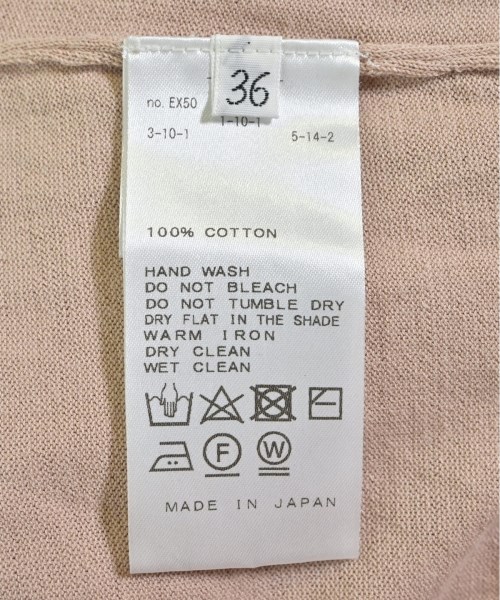 36
no. EX50
1-10-1
3-10-1
5-14-2
100% COTTON
HAND WASH
DO NOT BLEACH
DO NOT TUMBLE DRY
DRY FLAT IN THE SHADE
WARM IRON
DRY CLEAN
WET CLEAN
F W
MADE IN JAPAN